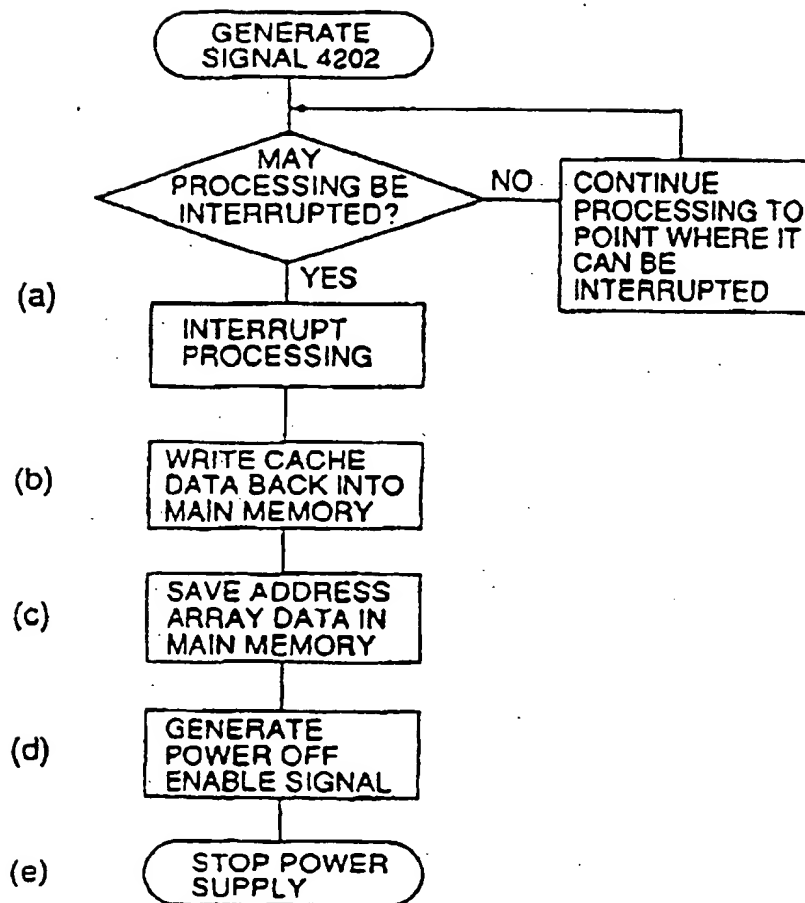 GENERATE
SIGNAL 4202
MAY
PROCESSING BE
INTERRUPTED?
NO
CONTINUE
PROCESSING TO
POINT WHERE IT
CAN BE
INTERRUPTED
YES
(a)
INTERRUPT
PROCESSING
(b)
WRITE CACHE
DATA BACK INTO
MAIN MEMORY
(c)
SAVE ADDRESS
ARRAY DATA IN
MAIN MEMORY
(d)
GENERATE
POWER OFF
ENABLE SIGNAL
(e)
STOP POWER
SUPPLY